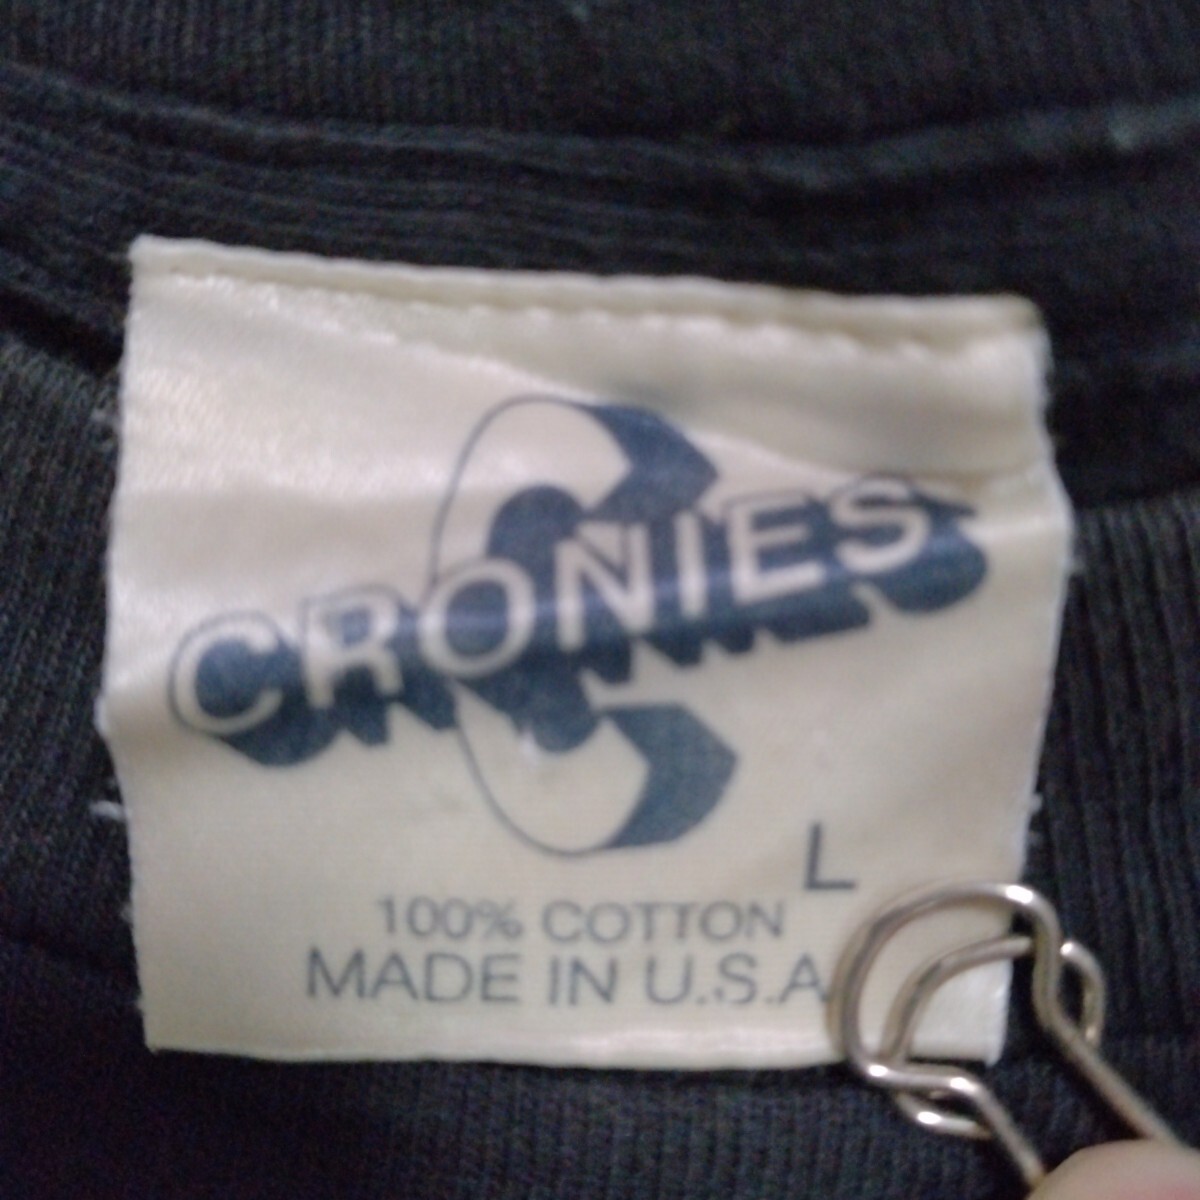 CRONIES
L
100% COTTON
MADE IN U.S.A